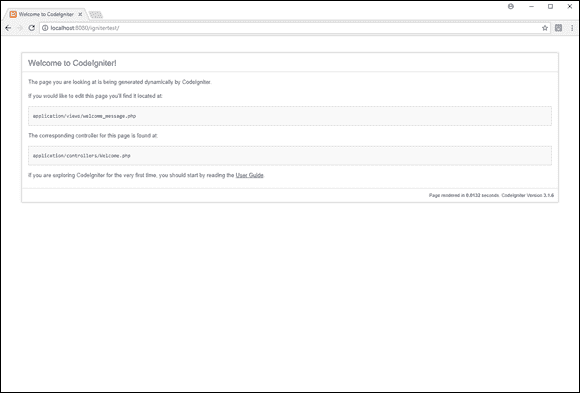 Welcome to CodeIgniter
localhost:8080/ignitertest/
Welcome to CodeIgniter!
The page you are looking at is being generated dynamically by CodeIgniter.
If you would like to edit this page you'll find it located at:
application/views/welcome_message.php
The corresponding controller for this page is found at:
application/controllers/Welcome.php
If you are exploring CodeIgniter for the very first time, you should start by reading the User Guide.
Page rendered in 0.0132 seconds. CodeIgniter Version 3.1.6